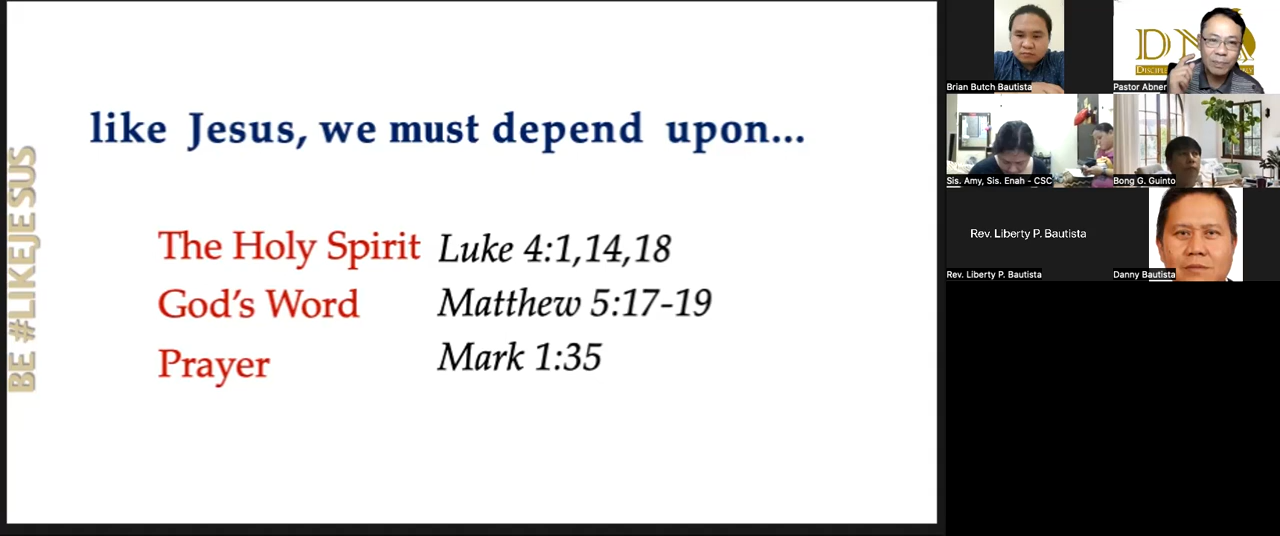 like Jesus, we must depend upon...
The Holy Spirit Luke 4:1,14,18
God's Word Matthew 5:17-19
Prayer Mark 1:35
BE #LIKEJESUS
Brian Butch Bautista
DN
Pastor Abner
Sis. Amy, Sis. Enah - CSC
Bong G. Guinto
Rev. Liberty P. Bautista
Rev. Liberty P. Bautista
Danny Bautista